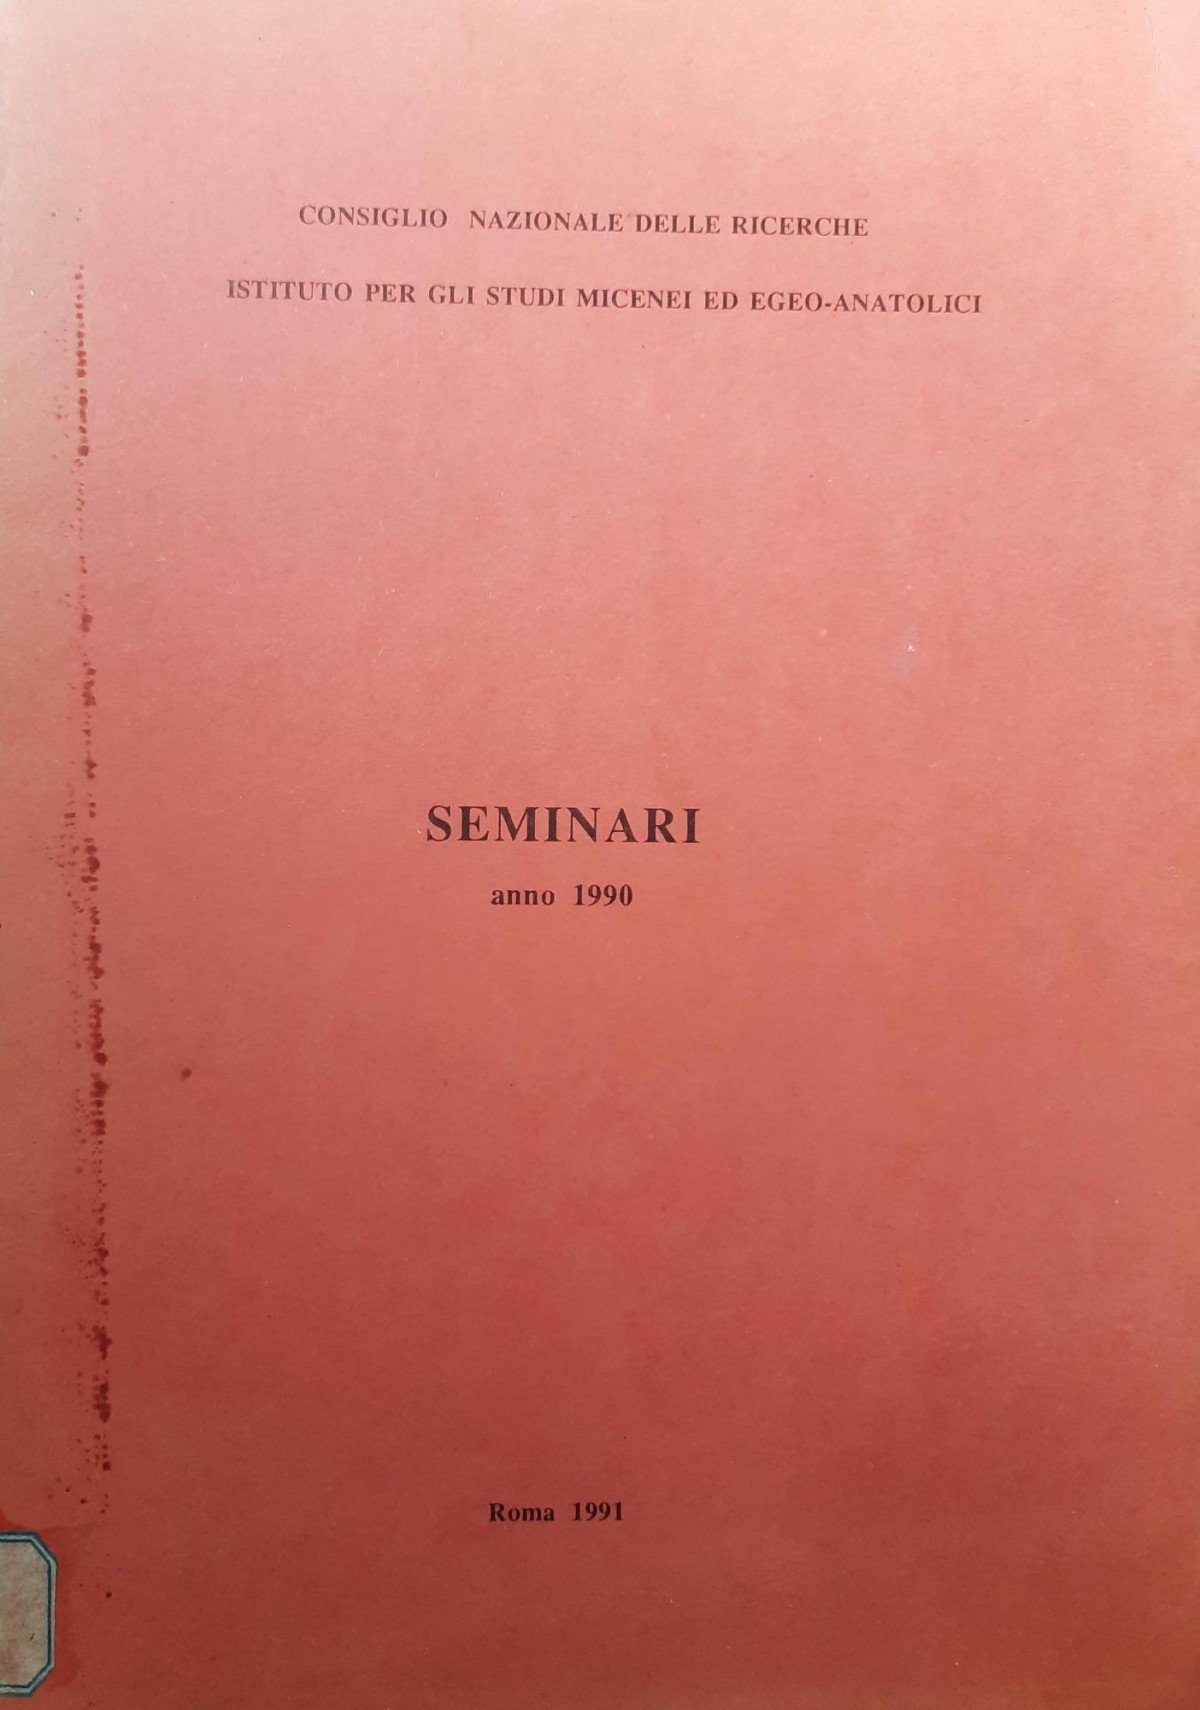 CONSIGLIO NAZIONALE DELLE RICERCHE
ISTITUTO PER GLI STUDI MICENEI ED EGEO-ANATOLICI
SEMINARI
anno 1990
Roma 1991